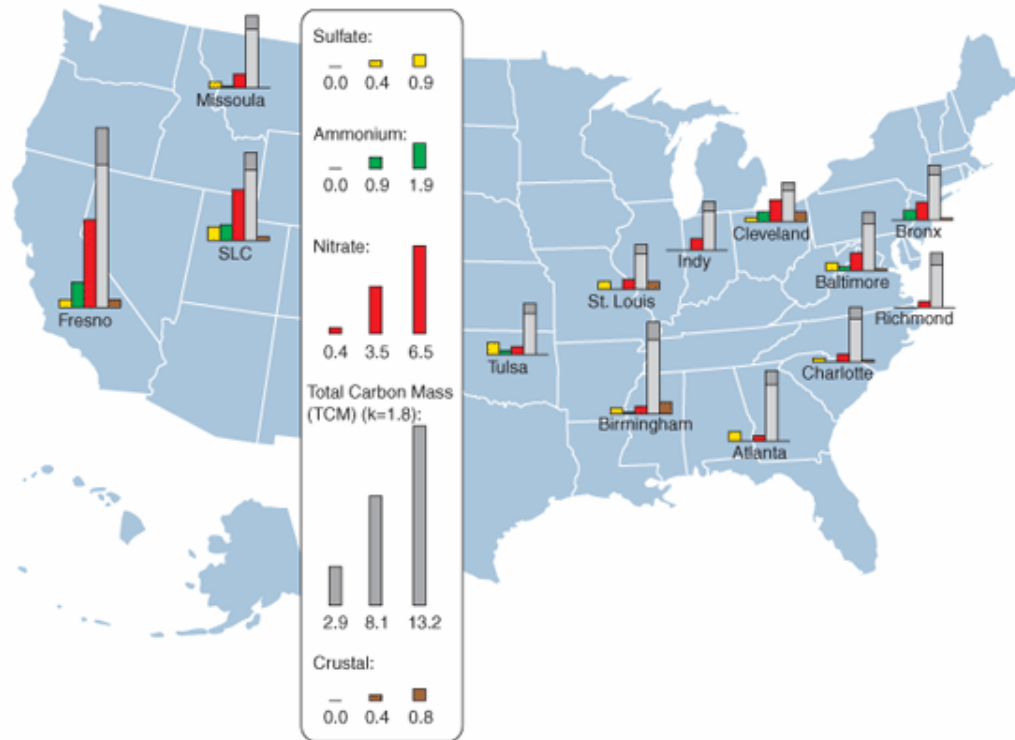 Sulfate:
0.0 0.4 0.9
Ammonium:
0.0 0.9 1.9
Nitrate:
0.4 3.5 6.5
Total Carbon Mass
(TCM) (k=1.8):
2.9 8.1 13.2
Crustal:
0.0 0.4 0.8
Missoula
SLC
Fresno
Cleveland
Bronx
Indy
Baltimore
St. Louis
Richmond
Tulsa
Charlotte
Birmingham
Atlanta